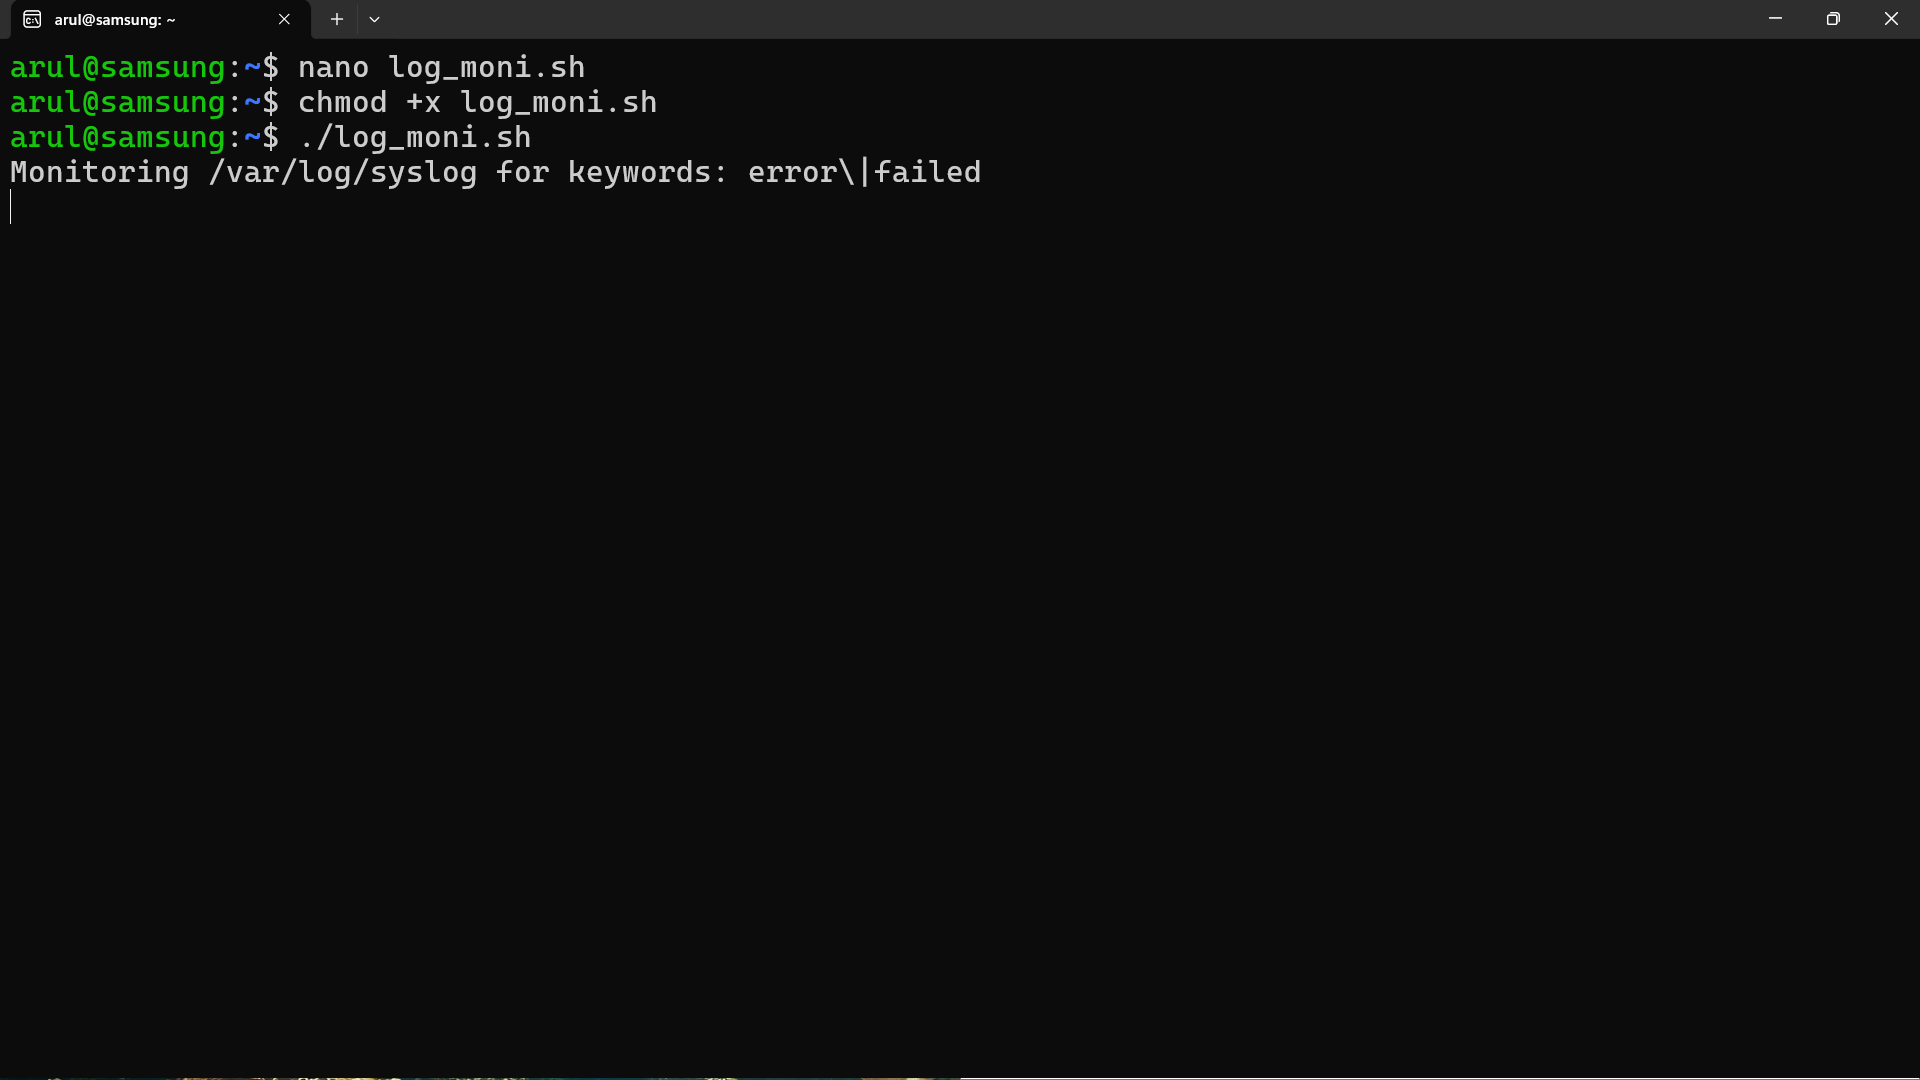 arul@samsung: ~
arul@samsung:~$ nano log_moni.sh
arul@samsung:~$ chmod +x log_moni.sh
arul@samsung:~$ ./log_moni.sh
Monitoring /var/log/syslog for keywords: error\|failed